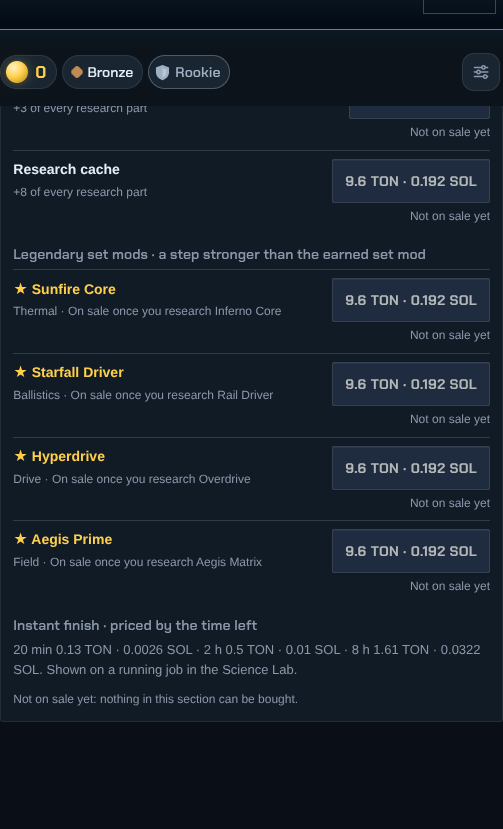 0
Bronze
Rookie
+3 of every research part
Not on sale yet
Research cache
9.6 TON · 0.192 SOL
+8 of every research part
Not on sale yet
Legendary set mods · a step stronger than the earned set mod
★ Sunfire Core
9.6 TON · 0.192 SOL
Thermal · On sale once you research Inferno Core
Not on sale yet
★ Starfall Driver
9.6 TON · 0.192 SOL
Ballistics · On sale once you research Rail Driver
Not on sale yet
★ Hyperdrive
9.6 TON · 0.192 SOL
Drive · On sale once you research Overdrive
Not on sale yet
★ Aegis Prime
9.6 TON · 0.192 SOL
Field · On sale once you research Aegis Matrix
Not on sale yet
Instant finish · priced by the time left
20 min 0.13 TON · 0.0026 SOL · 2 h 0.5 TON · 0.01 SOL · 8 h 1.61 TON · 0.0322
SOL. Shown on a running job in the Science Lab.
Not on sale yet: nothing in this section can be bought.